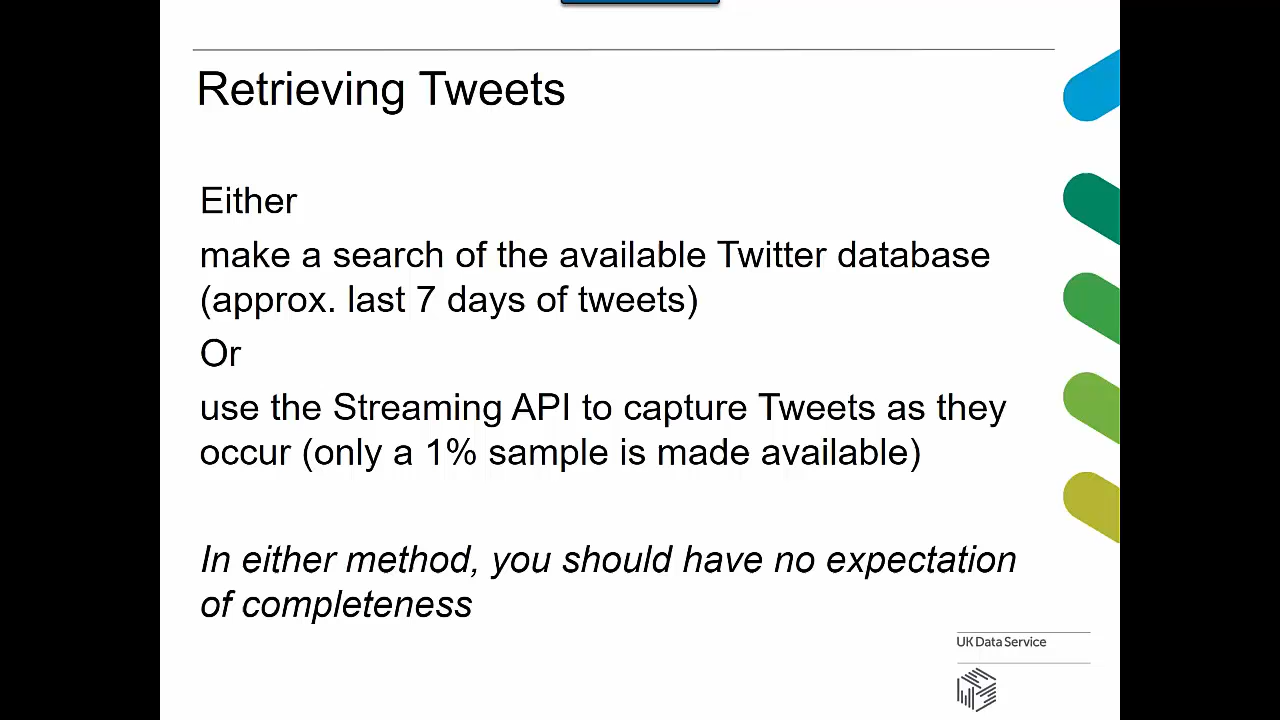 Retrieving Tweets
Either
make a search of the available Twitter database
(approx. last 7 days of tweets)
Or
use the Streaming API to capture Tweets as they
occur (only a 1% sample is made available)
In either method, you should have no expectation
of completeness
UK Data Service